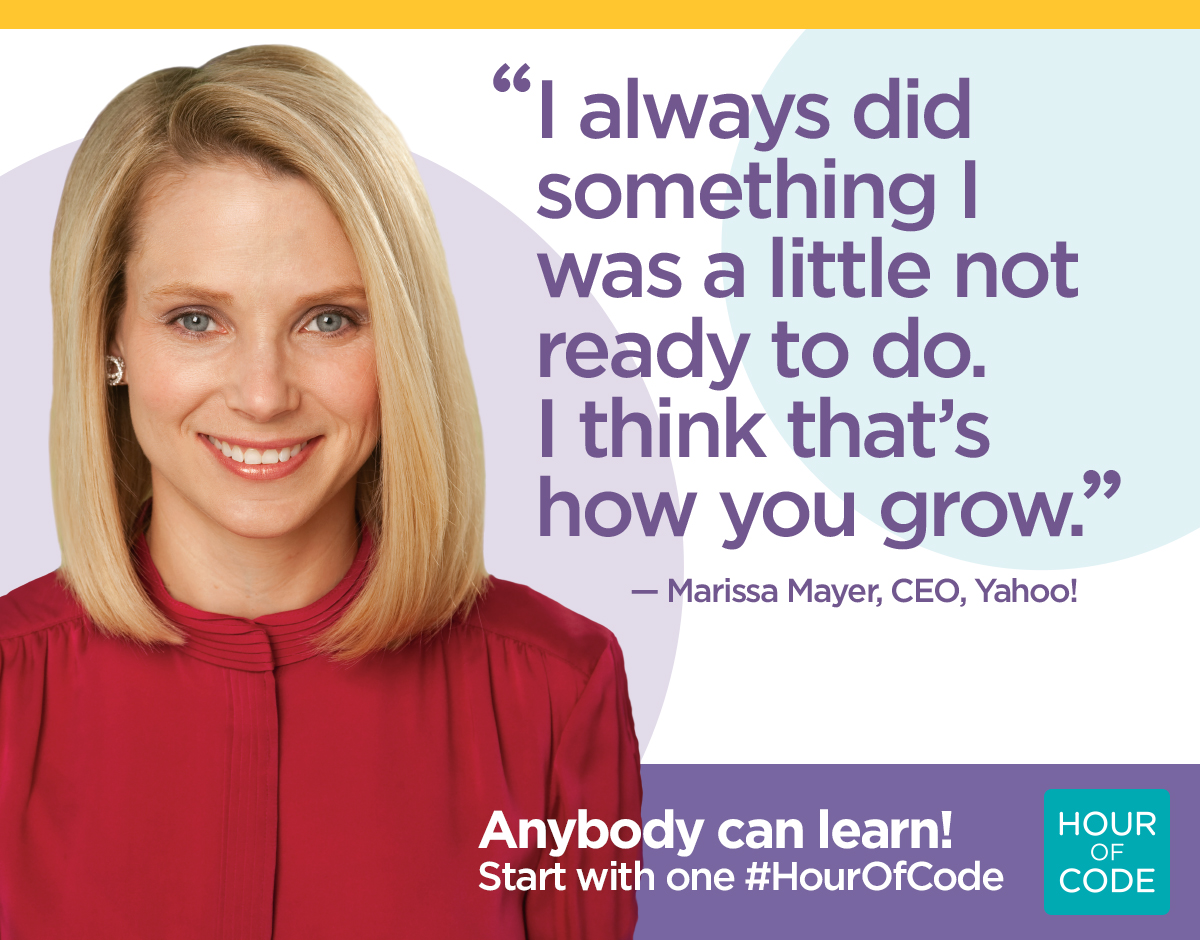 “I always did
something I
was a little not
ready to do.
I think that’s
how you grow.”
— Marissa Mayer, CEO, Yahoo!
Anybody can learn!
Start with one #HourOfCode
HOUR
OF
CODE